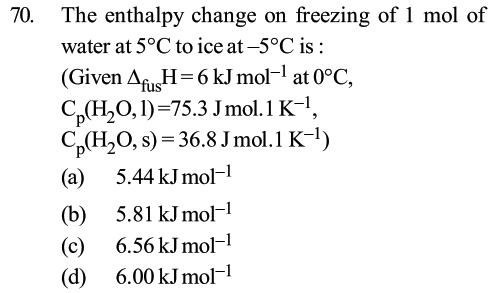 70. The enthalpy change on freezing of 1 mol of
water at 5°C to ice at –5°C is :
(Given ΔfusH = 6 kJ mol⁻¹ at 0°C,
Cp(H₂O, l) =75.3 J mol.1 K⁻¹,
Cp(H₂O, s) = 36.8 J mol.1 K⁻¹)
(a) 5.44 kJ mol⁻¹
(b) 5.81 kJ mol⁻¹
(c) 6.56 kJ mol⁻¹
(d) 6.00 kJ mol⁻¹